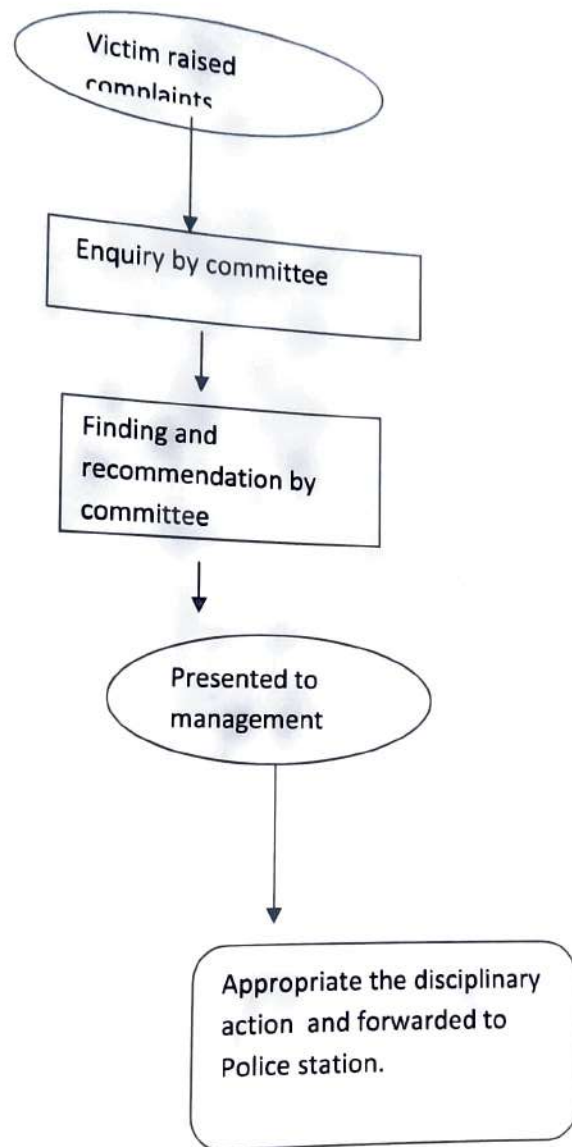 Victim raised
complaints
Enquiry by committee
Finding and
recommendation by
committee
Presented to
management
Appropriate the disciplinary
action and forwarded to
Police station.